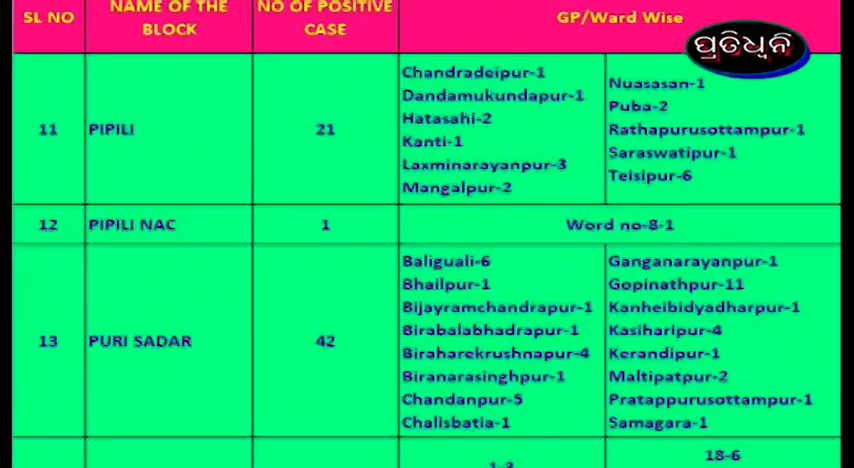 SL NO
NAME OF THE BLOCK
NO OF POSITIVE CASE
GP/Ward Wise
ପ୍ରତିଧ୍ଵନି
11
PIPILI
21
Chandradeipur-1
Dandamukundapur-1
Hatasahi-2
Kanti-1
Laxminarayanpur-3
Mangalpur-2
Nuasasan-1
Puba-2
Rathapurusottampur-1
Saraswatipur-1
Teisipur-6
12
PIPILI NAC
1
Word no-8-1
13
PURI SADAR
42
Baliguali-6
Bhailpur-1
Bijayramchandrapur-1
Birabalabhadrapur-1
Biraharekrushnapur-4
Biranarasinghpur-1
Chandanpur-5
Chalisbatia-1
Ganganarayanpur-1
Gopinathpur-11
Kanheibidyadharpur-1
Kasiharipur-4
Kerandipur-1
Maltipatpur-2
Pratappurusottampur-1
Samagara-1
1-3
18-6